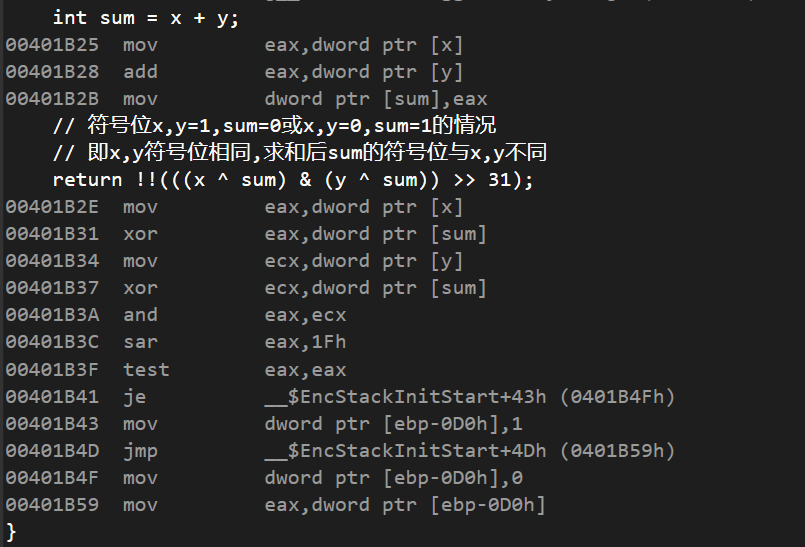 int sum = x + y;
00401B25 mov eax,dword ptr [x]
00401B28 add eax,dword ptr [y]
00401B2B mov dword ptr [sum],eax
// 符号位x,y=1,sum=0或x,y=0,sum=1的情况
// 即x,y符号位相同,求和后sum的符号位与x,y不同
return !!(((x ^ sum) & (y ^ sum)) >> 31);
00401B2E mov eax,dword ptr [x]
00401B31 xor eax,dword ptr [sum]
00401B34 mov ecx,dword ptr [y]
00401B37 xor ecx,dword ptr [sum]
00401B3A and eax,ecx
00401B3C sar eax,1Fh
00401B3F test eax,eax
00401B41 je __$EncStackInitStart+43h (0401B4Fh)
00401B43 mov dword ptr [ebp-0D0h],1
00401B4D jmp __$EncStackInitStart+4Dh (0401B59h)
00401B4F mov dword ptr [ebp-0D0h],0
00401B59 mov eax,dword ptr [ebp-0D0h]
}